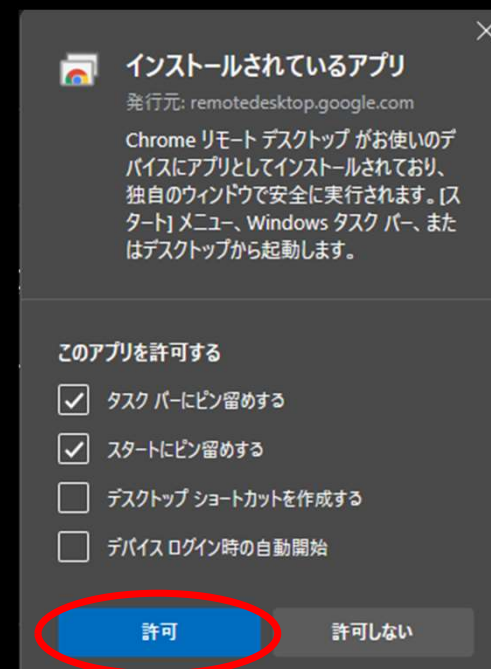 インストールされているアプリ
発行元: remotedesktop.google.com
Chrome リモート デスクトップ がお使いのデ
バイスにアプリとしてインストールされており、
独自のウィンドウで安全に実行されます。[ス
タート] メニュー、Windows タスク バー、また
はデスクトップから起動します。
このアプリを許可する
タスク バーにピン留めする
スタートにピン留めする
デスクトップ ショートカットを作成する
デバイス ログイン時の自動開始
許可
許可しない